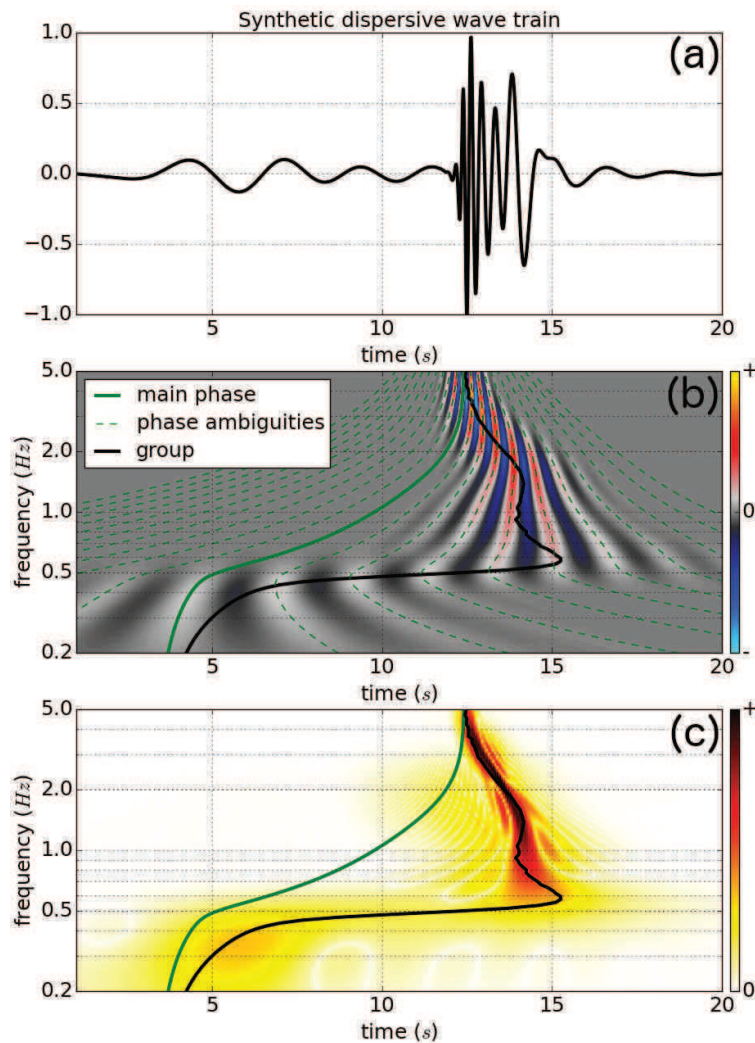 Synthetic dispersive wave train
(a)
1.0
0.5
0.0
−0.5
−1.0
5
10
15
20
time (s)
(b)
main phase
phase ambiguities
group
frequency (Hz)
5.0
2.0
1.0
0.5
0.2
5
10
15
20
time (s)
+
0
-
(c)
frequency (Hz)
5.0
2.0
1.0
0.5
0.2
5
10
15
20
time (s)
+
0